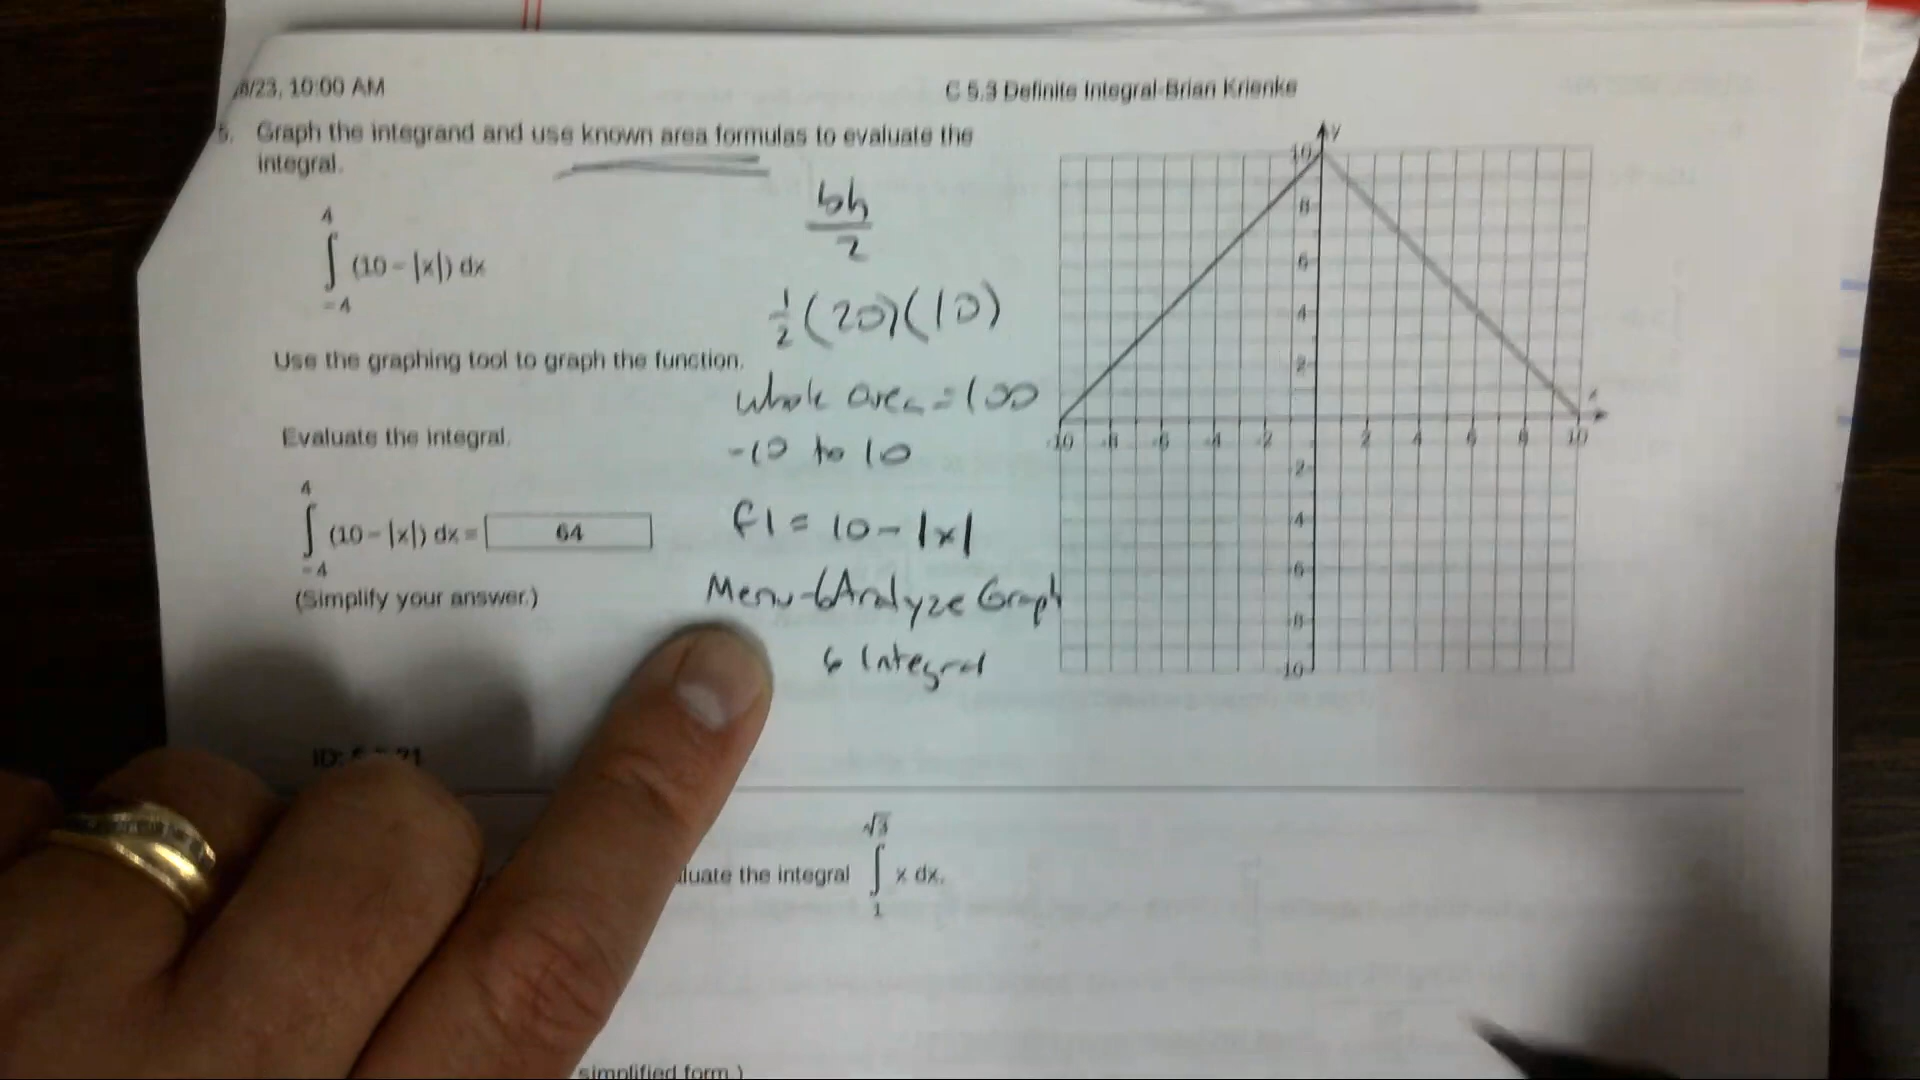 /23, 10:00 AM
C 5.3 Definite Integral-Brian Krienke
5. Graph the integrand and use known area formulas to evaluate the
integral.
4
∫ (10 - |x|) dx
-4
Use the graphing tool to graph the function.
Evaluate the integral.
4
∫ (10 - |x|) dx = 64
-4
(Simplify your answer.)
bh
2
1/2 (20)(10)
whole area = 100
-10 to 10
f1 = 10 - |x|
Menu-6 Analyze Graph
6 Integral
y
10
8
6
4
2
-10 -8 -6 -4 -2 2 4 6 8 10
-2
-4
-6
-8
-10
x
ID:
the integral
√3
∫ x dx.
1
simplified form.)